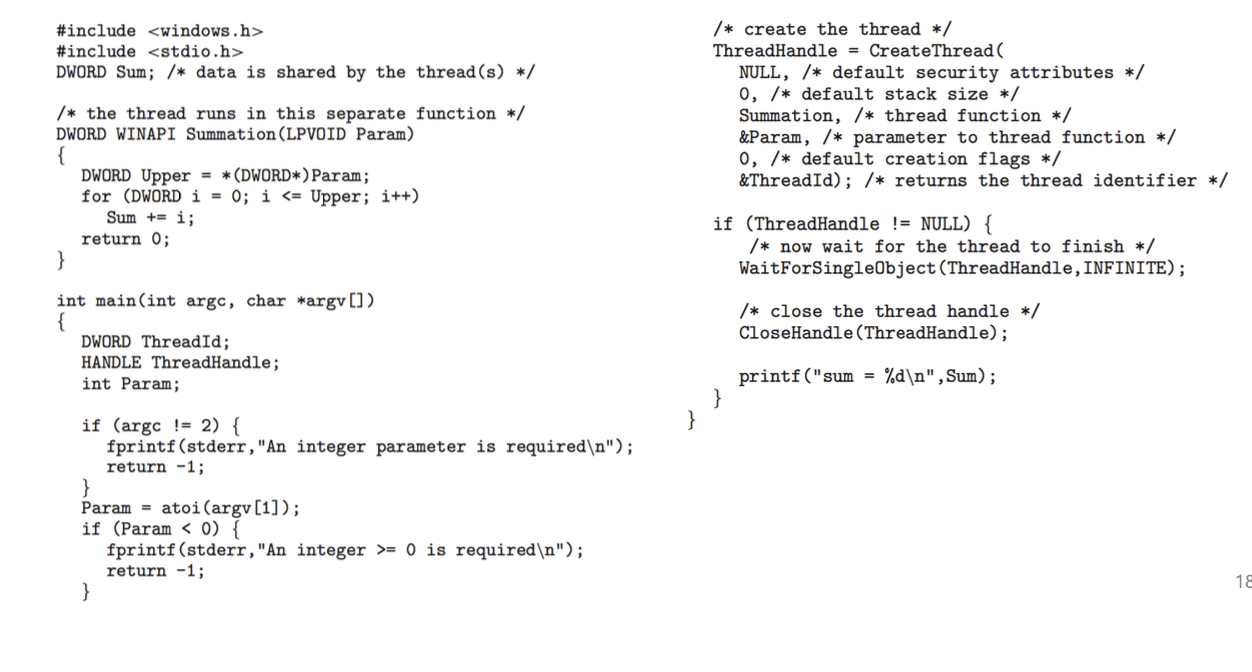 #include <windows.h>
#include <stdio.h>
DWORD Sum; /* data is shared by the thread(s) */

/* the thread runs in this separate function */
DWORD WINAPI Summation(LPVOID Param)
{
   DWORD Upper = *(DWORD*)Param;
   for (DWORD i = 0; i <= Upper; i++)
      Sum += i;
   return 0;
}

int main(int argc, char *argv[])
{
   DWORD ThreadId;
   HANDLE ThreadHandle;
   int Param;

   if (argc != 2) {
      fprintf(stderr,"An integer parameter is required\n");
      return -1;
   }
   Param = atoi(argv[1]);
   if (Param < 0) {
      fprintf(stderr,"An integer >= 0 is required\n");
      return -1;
   }

   /* create the thread */
   ThreadHandle = CreateThread(
      NULL, /* default security attributes */
      0, /* default stack size */
      Summation, /* thread function */
      &Param, /* parameter to thread function */
      0, /* default creation flags */
      &ThreadId); /* returns the thread identifier */

   if (ThreadHandle != NULL) {
       /* now wait for the thread to finish */
      WaitForSingleObject(ThreadHandle,INFINITE);

      /* close the thread handle */
      CloseHandle(ThreadHandle);

      printf("sum = %d\n",Sum);
   }
}
18